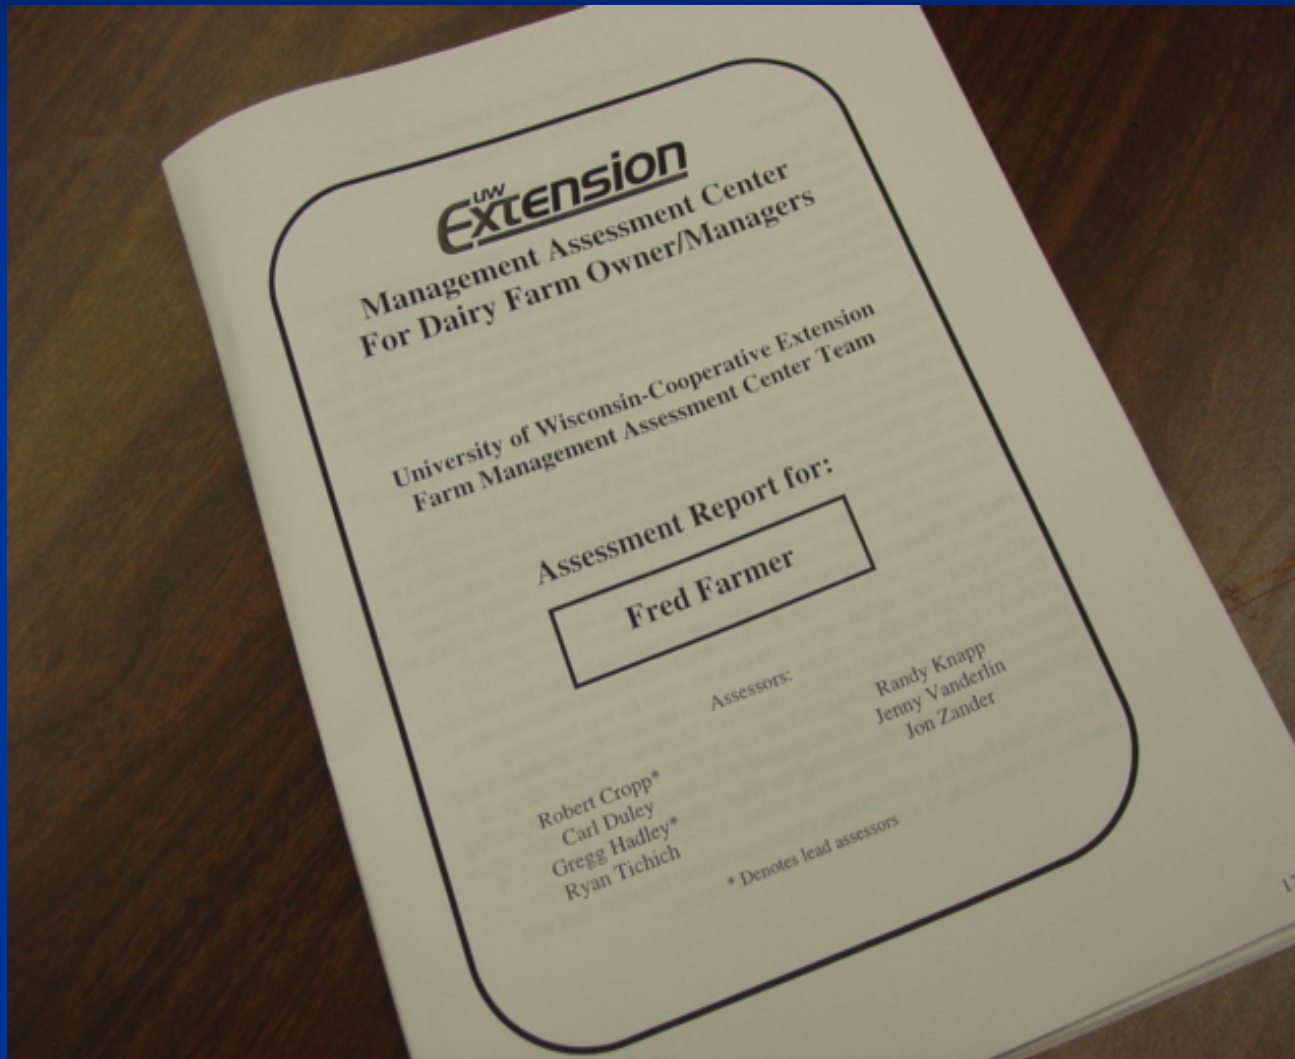 UW
Extension
Management Assessment Center
For Dairy Farm Owner/Managers
University of Wisconsin-Cooperative Extension
Farm Management Assessment Center Team
Assessment Report for:
Fred Farmer
Assessors:
Robert Cropp*
Carl Duley
Gregg Hadley*
Ryan Tichich
Randy Knapp
Jenny Vanderlin
Jon Zander
* Denotes lead assessors